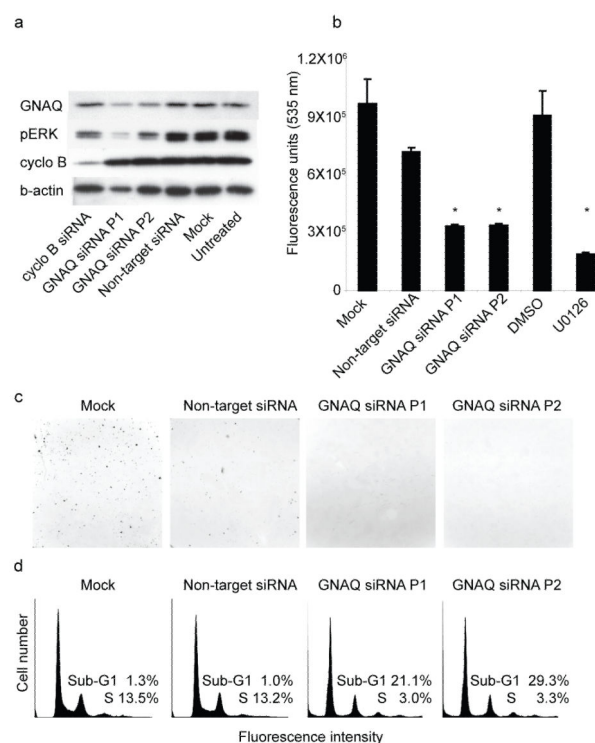 a
GNAQ
pERK
cyclo B
b-actin
cyclo B siRNA
GNAQ siRNA P1
GNAQ siRNA P2
Non-target siRNA
Mock
Untreated
b
Fluorescence units (535 nm)
1.2X10⁶
9X10⁵
6X10⁵
3X10⁵
0
*
*
*
Mock
Non-target siRNA
GNAQ siRNA P1
GNAQ siRNA P2
DMSO
U0126
c
Mock
Non-target siRNA
GNAQ siRNA P1
GNAQ siRNA P2
d
Mock
Non-target siRNA
GNAQ siRNA P1
GNAQ siRNA P2
Cell number
Sub-G1 1.3%
S 13.5%
Sub-G1 1.0%
S 13.2%
Sub-G1 21.1%
S 3.0%
Sub-G1 29.3%
S 3.3%
Fluorescence intensity